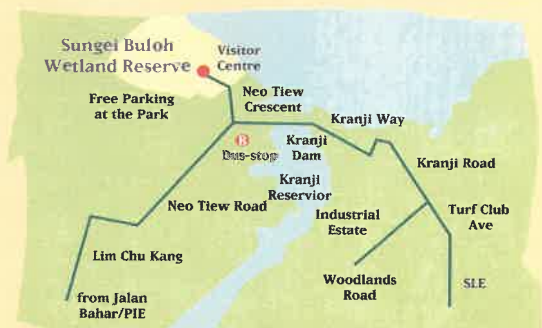 Sungei Buloh
Wetland Reserve
Visitor
Centre
Free Parking
at the Park
Neo Tiew
Crescent
Kranji Way
B
Bus-stop
Kranji
Dam
Kranji Road
Kranji
Reservior
Neo Tiew Road
Industrial
Estate
Turf Club
Ave
Lim Chu Kang
Woodlands
Road
SLE
from Jalan
Bahar/PIE